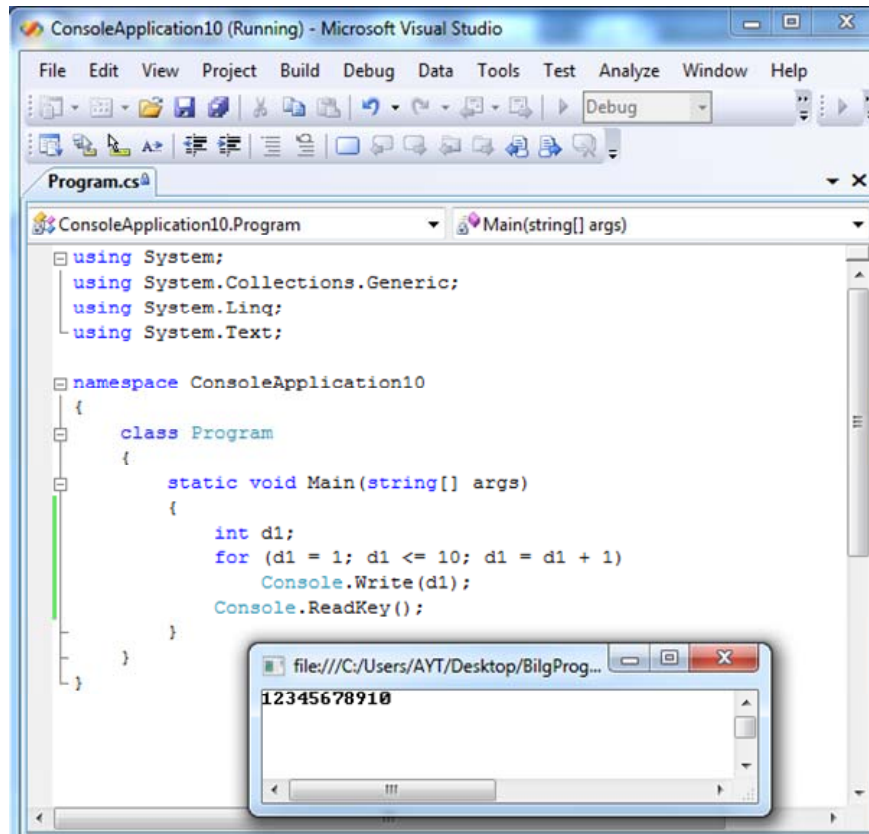 ConsoleApplication10 (Running) - Microsoft Visual Studio
File Edit View Project Build Debug Data Tools Test Analyze Window Help
Debug
Program.cs
ConsoleApplication10.Program Main(string[] args)
using System;
using System.Collections.Generic;
using System.Linq;
using System.Text;
namespace ConsoleApplication10
{
class Program
{
static void Main(string[] args)
{
int d1;
for (d1 = 1; d1 <= 10; d1 = d1 + 1)
Console.Write(d1);
Console.ReadKey();
}
}
}
file:///C:/Users/AYT/Desktop/BilgProg...
12345678910